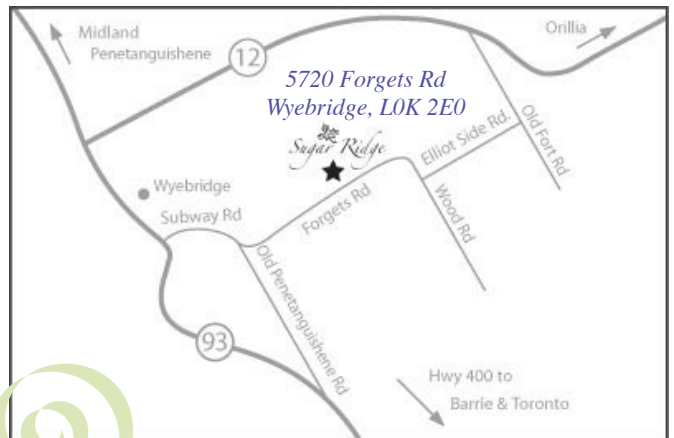 Midland
Penetanguishene
Orillia
12
5720 Forgets Rd
Wyebridge, L0K 2E0
Sugar Ridge
Elliot Side Rd.
Old Fort Rd
Wyebridge
Subway Rd
Forgets Rd
Wood Rd
Old Penetanguishene Rd
93
Hwy 400 to
Barrie & Toronto